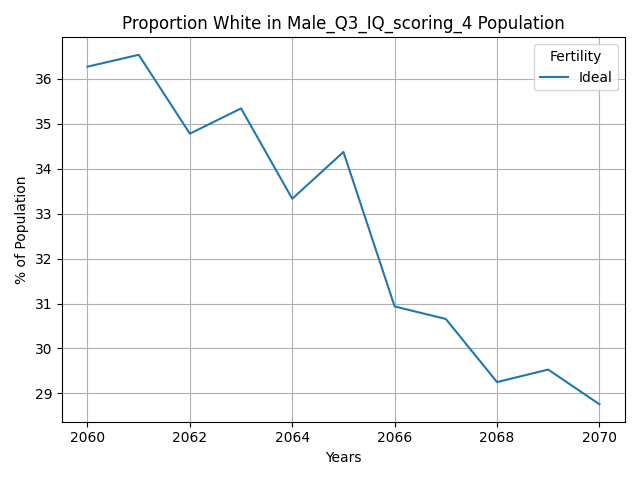 Proportion White in Male_Q3_IQ_scoring_4 Population
Fertility
Ideal
% of Population
36
35
34
33
32
31
30
29
2060
2062
2064
2066
2068
2070
Years